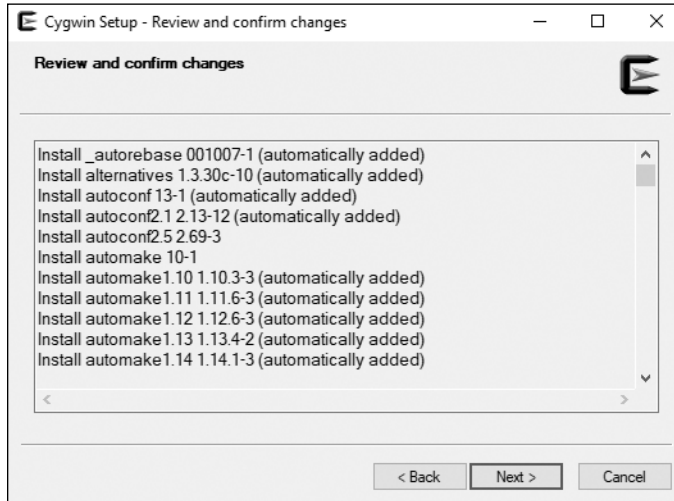 Cygwin Setup - Review and confirm changes
Review and confirm changes
Install _autorebase 001007-1 (automatically added)
Install alternatives 1.3.30c-10 (automatically added)
Install autoconf 13-1 (automatically added)
Install autoconf2.1 2.13-12 (automatically added)
Install autoconf2.5 2.69-3
Install automake 10-1
Install automake1.10 1.10.3-3 (automatically added)
Install automake1.11 1.11.6-3 (automatically added)
Install automake1.12 1.12.6-3 (automatically added)
Install automake1.13 1.13.4-2 (automatically added)
Install automake1.14 1.14.1-3 (automatically added)
< Back Next > Cancel